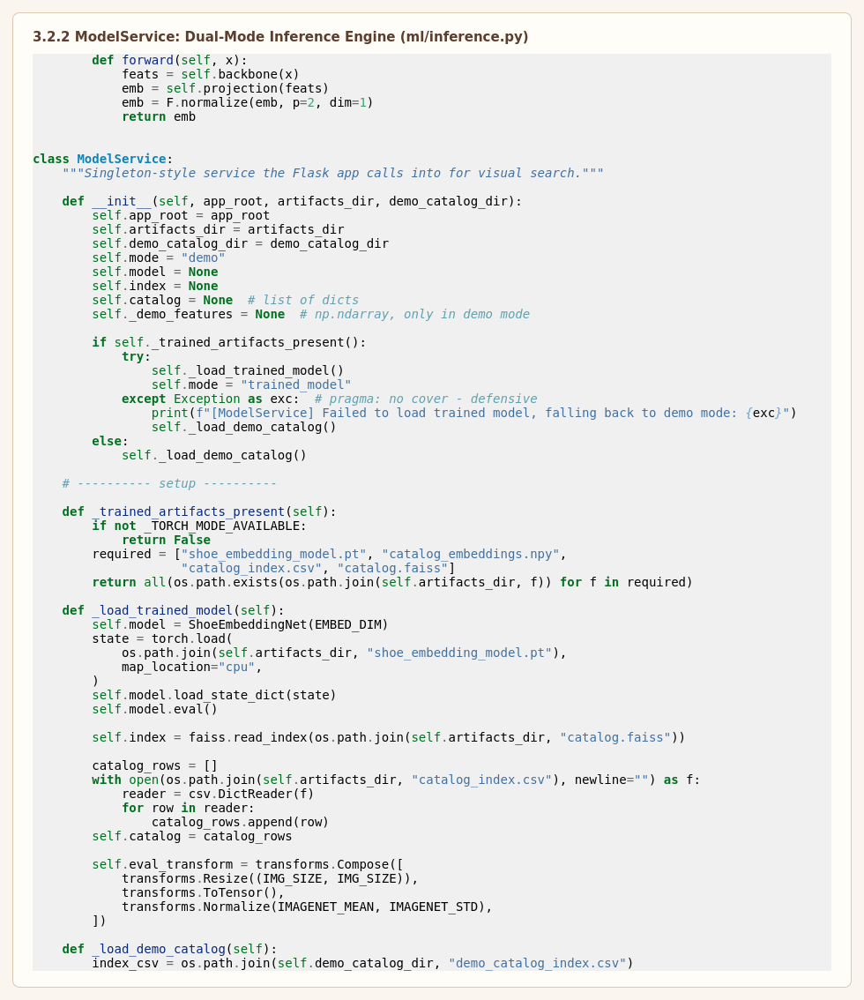 3.2.2 ModelService: Dual-Mode Inference Engine (ml/inference.py)
        def forward(self, x):
            feats = self.backbone(x)
            emb = self.projection(feats)
            emb = F.normalize(emb, p=2, dim=1)
            return emb


class ModelService:
    """Singleton-style service the Flask app calls into for visual search."""

    def __init__(self, app_root, artifacts_dir, demo_catalog_dir):
        self.app_root = app_root
        self.artifacts_dir = artifacts_dir
        self.demo_catalog_dir = demo_catalog_dir
        self.mode = "demo"
        self.model = None
        self.index = None
        self.catalog = None  # list of dicts
        self._demo_features = None  # np.ndarray, only in demo mode

        if self._trained_artifacts_present():
            try:
                self._load_trained_model()
                self.mode = "trained_model"
            except Exception as exc:  # pragma: no cover - defensive
                print(f"[ModelService] Failed to load trained model, falling back to demo mode: {exc}")
                self._load_demo_catalog()
        else:
            self._load_demo_catalog()

    # ---------- setup ----------

    def _trained_artifacts_present(self):
        if not _TORCH_MODE_AVAILABLE:
            return False
        required = ["shoe_embedding_model.pt", "catalog_embeddings.npy",
                    "catalog_index.csv", "catalog.faiss"]
        return all(os.path.exists(os.path.join(self.artifacts_dir, f)) for f in required)

    def _load_trained_model(self):
        self.model = ShoeEmbeddingNet(EMBED_DIM)
        state = torch.load(
            os.path.join(self.artifacts_dir, "shoe_embedding_model.pt"),
            map_location="cpu",
        )
        self.model.load_state_dict(state)
        self.model.eval()

        self.index = faiss.read_index(os.path.join(self.artifacts_dir, "catalog.faiss"))

        catalog_rows = []
        with open(os.path.join(self.artifacts_dir, "catalog_index.csv"), newline="") as f:
            reader = csv.DictReader(f)
            for row in reader:
                catalog_rows.append(row)
        self.catalog = catalog_rows

        self.eval_transform = transforms.Compose([
            transforms.Resize((IMG_SIZE, IMG_SIZE)),
            transforms.ToTensor(),
            transforms.Normalize(IMAGENET_MEAN, IMAGENET_STD),
        ])

    def _load_demo_catalog(self):
        index_csv = os.path.join(self.demo_catalog_dir, "demo_catalog_index.csv")